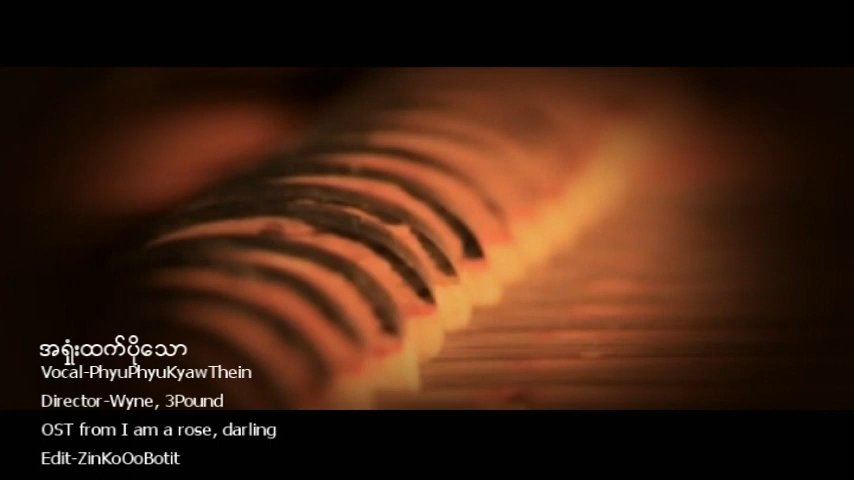 အရှုံးထက်ပိုသော
Vocal-PhyuPhyuKyawThein
Director-Wyne, 3Pound
OST from I am a rose, darling
Edit-ZinKoOoBotit